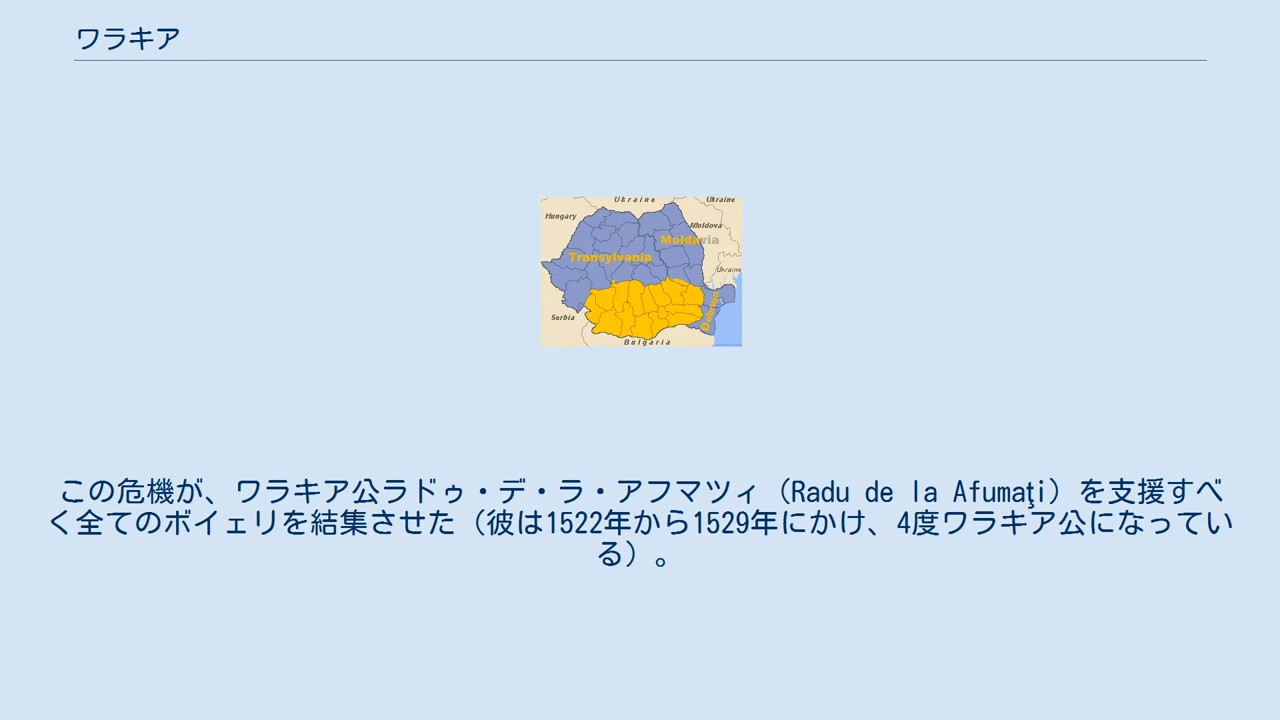 ワラキア
Ukraine
Ukraine
Hungary
Moldova
Moldavia
Transylvania
Ukraine
Dobruja
Serbia
Bulgaria
この危機が、ワラキア公ラドゥ・デ・ラ・アフマツィ（Radu de la Afumaţi）を支援すべ
く全てのボイェリを結集させた（彼は1522年から1529年にかけ、4度ワラキア公になってい
る）。